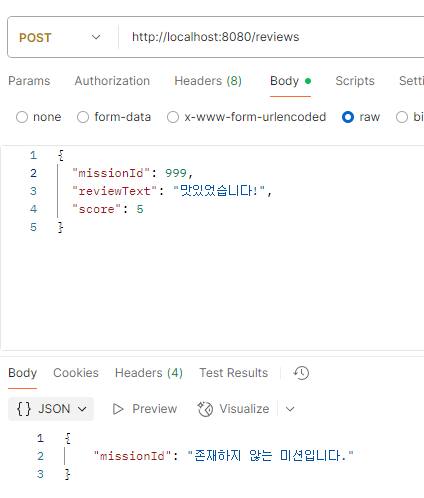 POST http://localhost:8080/reviews
Params Authorization Headers (8) Body Scripts Setti
none form-data x-www-form-urlencoded raw bi
1 {
2 "missionId": 999,
3 "reviewText": "맛있었습니다!",
4 "score": 5
5 }
Body Cookies Headers (4) Test Results
{} JSON Preview Visualize
1 {
2 "missionId": "존재하지 않는 미션입니다."
3 }